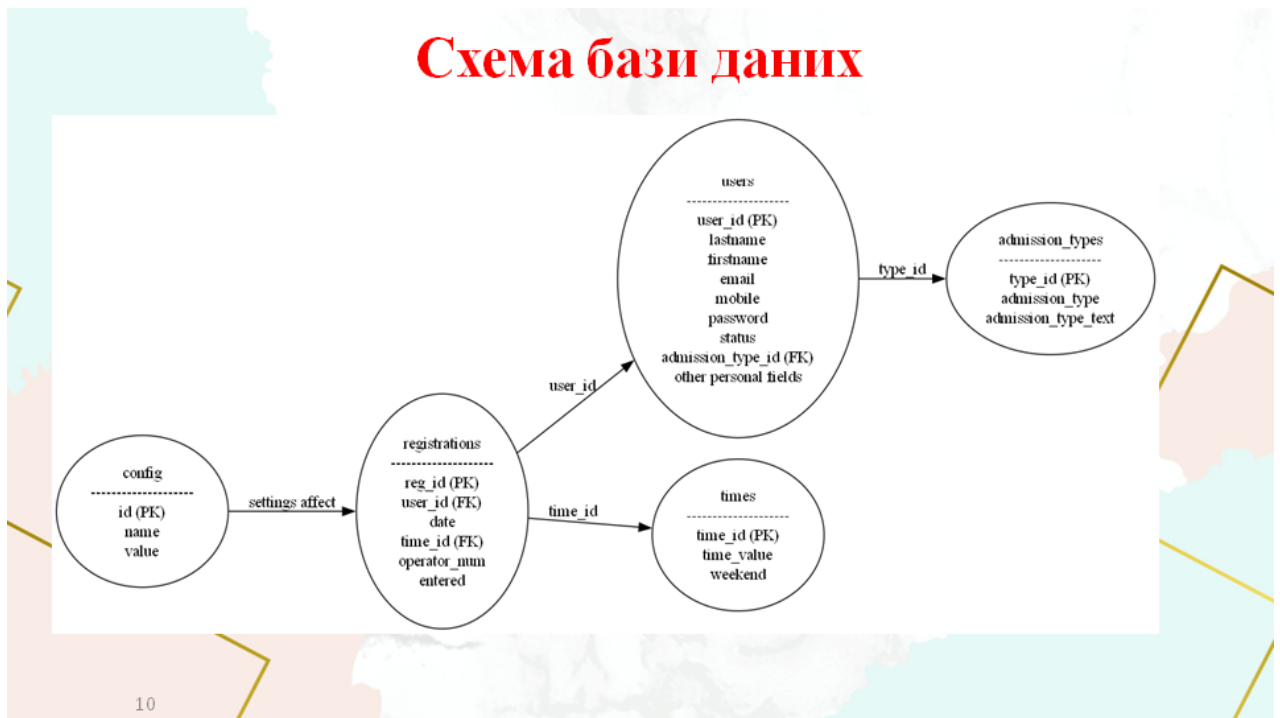 Схема бази даних
config
--------------------
id (PK)
name
value
settings affect
registrations
--------------------
reg_id (PK)
user_id (FK)
date
time_id (FK)
operator_num
entered
user_id
time_id
users
--------------------
user_id (PK)
lastname
firstname
email
mobile
password
status
admission_type_id (FK)
other personal fields
times
--------------------
time_id (PK)
time_value
weekend
type_id
admission_types
--------------------
type_id (PK)
admission_type
admission_type_text
10